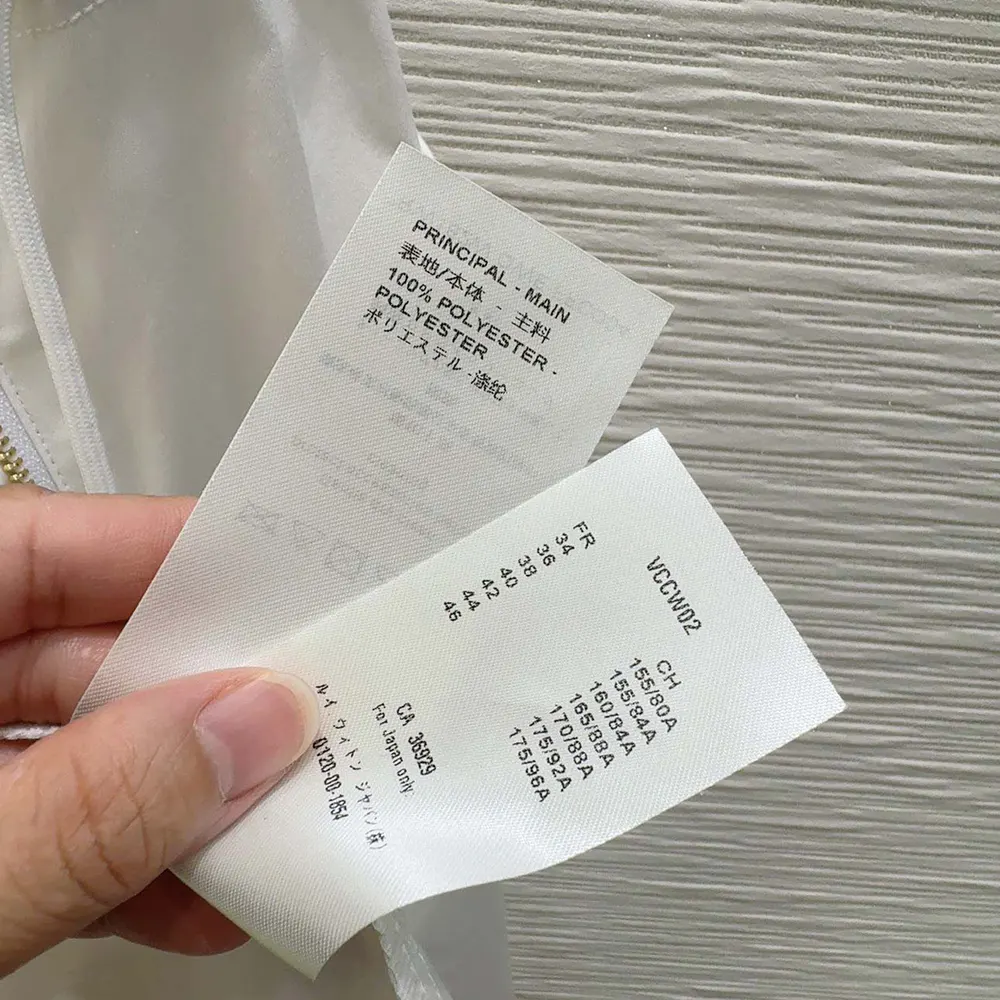 PRINCIPAL - MAIN
表地/本体 - 主料
100% POLYESTER -
POLYESTER
ポリエステル - 涤纶
VCCW02
FR
34
36
38
40
42
44
46
CH
155/80A
155/84A
160/84A
165/88A
170/88A
175/92A
175/96A
CA 36929
For Japan only:
ルイ ヴィトン ジャパン(株)
0120-00-1854